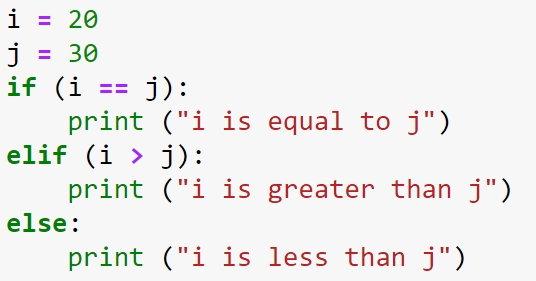 i = 20
j = 30
if (i == j):
    print ("i is equal to j")
elif (i > j):
    print ("i is greater than j")
else:
    print ("i is less than j")